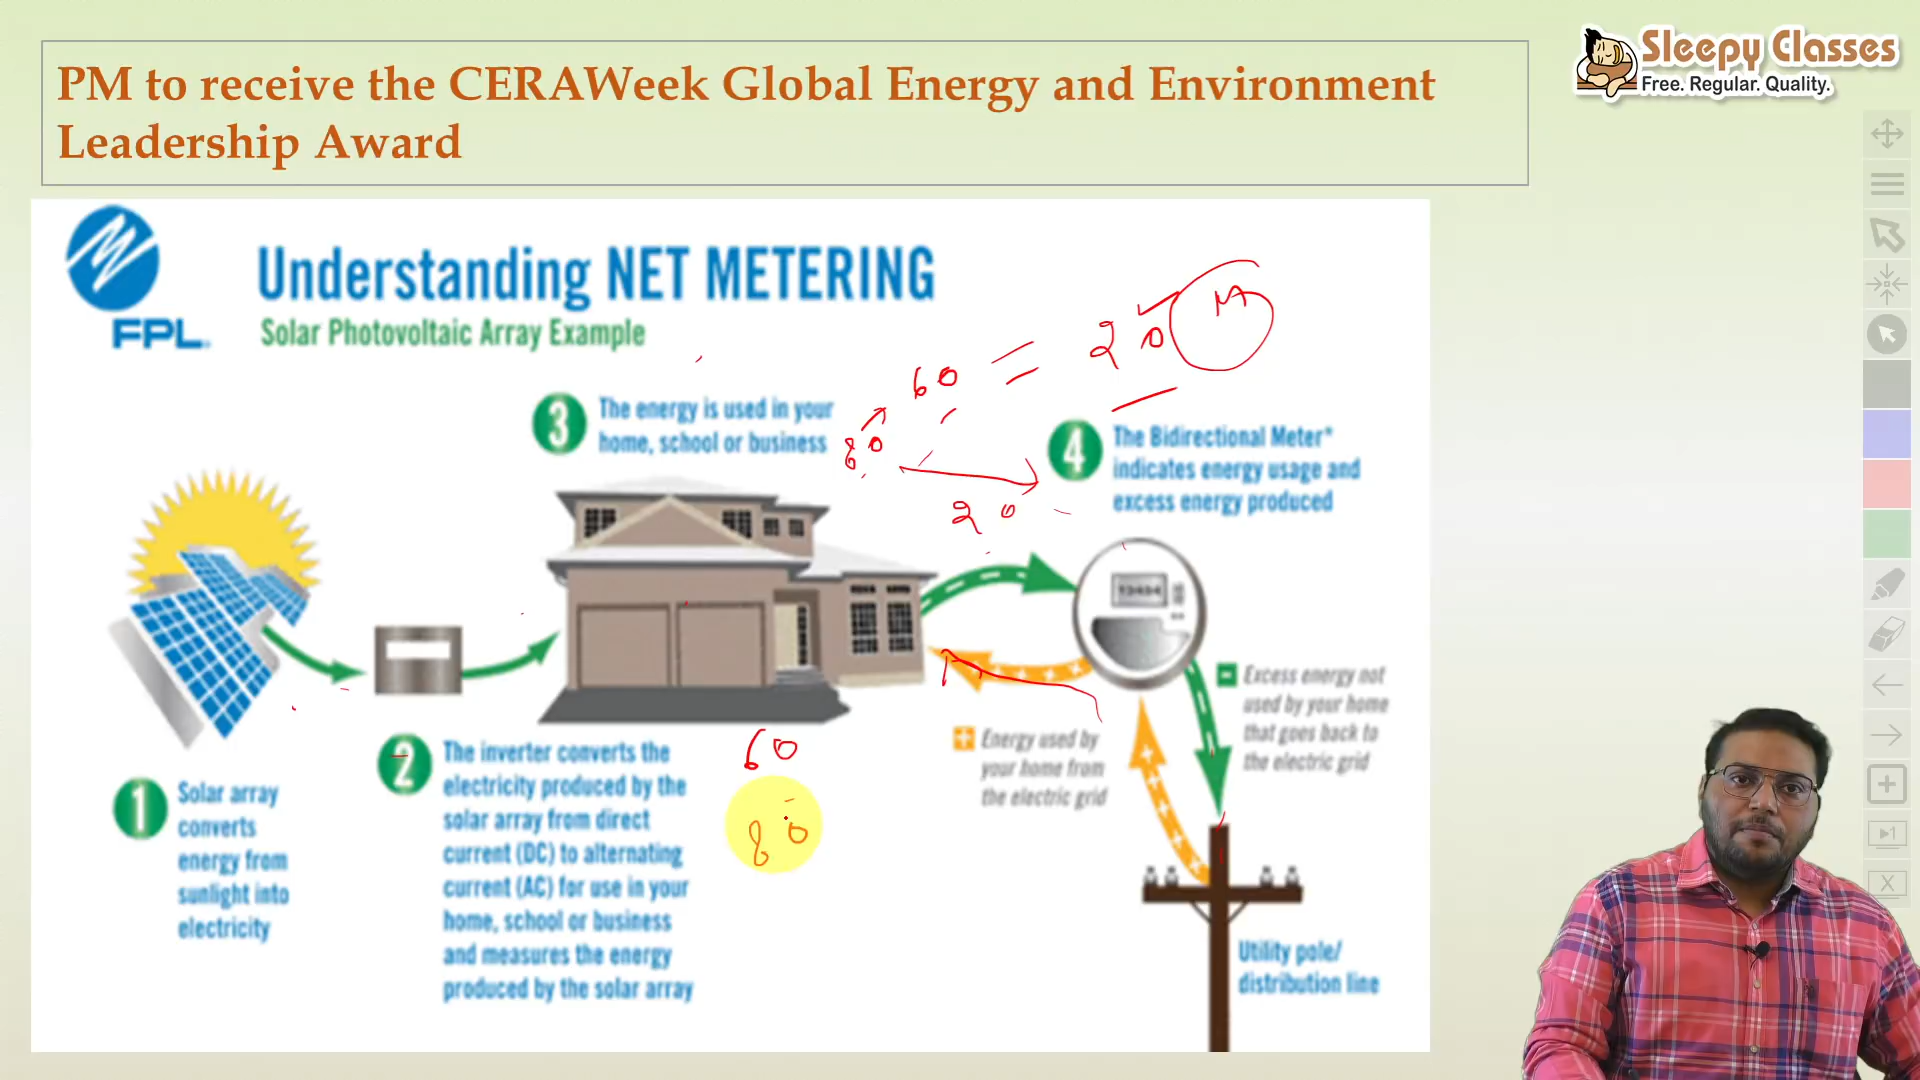 PM to receive the CERAWeek Global Energy and Environment
Leadership Award
Sleepy Classes
Free. Regular. Quality.
FPL.
Understanding NET METERING
Solar Photovoltaic Array Example
60 = 20
80
20
3
The energy is used in your
home, school or business
4
The Bidirectional Meter*
indicates energy usage and
excess energy produced
1
Solar array
converts
energy from
sunlight into
electricity
2
The inverter converts the
electricity produced by the
solar array from direct
current (DC) to alternating
current (AC) for use in your
home, school or business
and measures the energy
produced by the solar array
60
80
+ Energy used by
your home from
the electric grid
- Excess energy not
used by your home
that goes back to
the electric grid
Utility pole/
distribution line